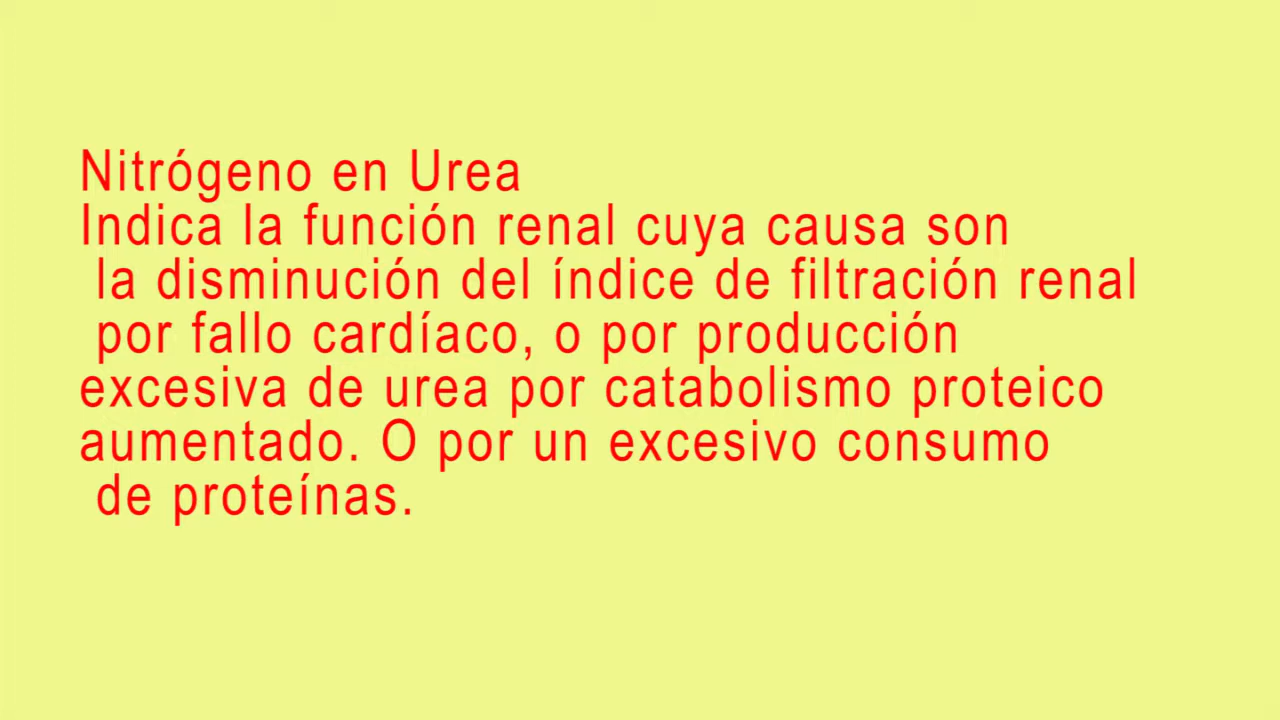 Nitrógeno en Urea
Indica la función renal cuya causa son
la disminución del índice de filtración renal
por fallo cardíaco, o por producción
excesiva de urea por catabolismo proteico
aumentado. O por un excesivo consumo
de proteínas.